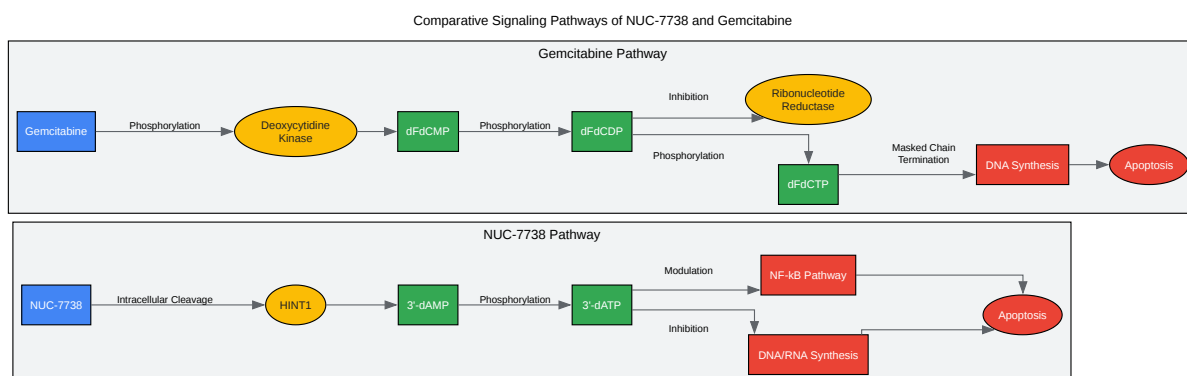 Comparative Signaling Pathways of NUC-7738 and Gemcitabine
Gemcitabine Pathway
Gemcitabine
Phosphorylation
Deoxycytidine
Kinase
dFdCMP
Phosphorylation
dFdCDP
Inhibition
Ribonucleotide
Reductase
Phosphorylation
dFdCTP
Masked Chain
Termination
DNA Synthesis
Apoptosis
NUC-7738 Pathway
NUC-7738
Intracellular Cleavage
HINT1
3'-dAMP
Phosphorylation
3'-dATP
Modulation
NF-kB Pathway
Inhibition
DNA/RNA Synthesis
Apoptosis